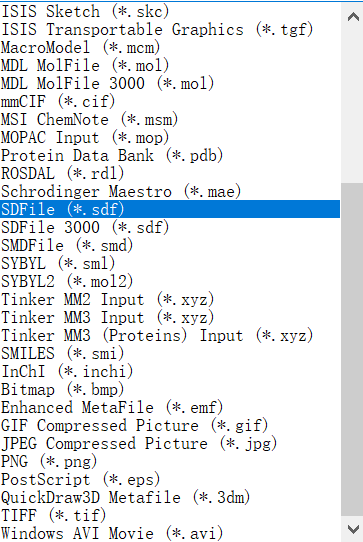 ISIS Sketch (*.skc)
ISIS Transportable Graphics (*.tgf)
MacroModel (*.mcm)
MDL MolFile (*.mol)
MDL MolFile 3000 (*.mol)
mmCIF (*.cif)
MSI ChemNote (*.msm)
MOPAC Input (*.mop)
Protein Data Bank (*.pdb)
ROSDAL (*.rdl)
Schrodinger Maestro (*.mae)
SDFile (*.sdf)
SDFile 3000 (*.sdf)
SMDFile (*.smd)
SYBYL (*.sml)
SYBYL2 (*.mol2)
Tinker MM2 Input (*.xyz)
Tinker MM3 Input (*.xyz)
Tinker MM3 (Proteins) Input (*.xyz)
SMILES (*.smi)
InChI (*.inchi)
Bitmap (*.bmp)
Enhanced MetaFile (*.emf)
GIF Compressed Picture (*.gif)
JPEG Compressed Picture (*.jpg)
PNG (*.png)
PostScript (*.eps)
QuickDraw3D Metafile (*.3dm)
TIFF (*.tif)
Windows AVI Movie (*.avi)